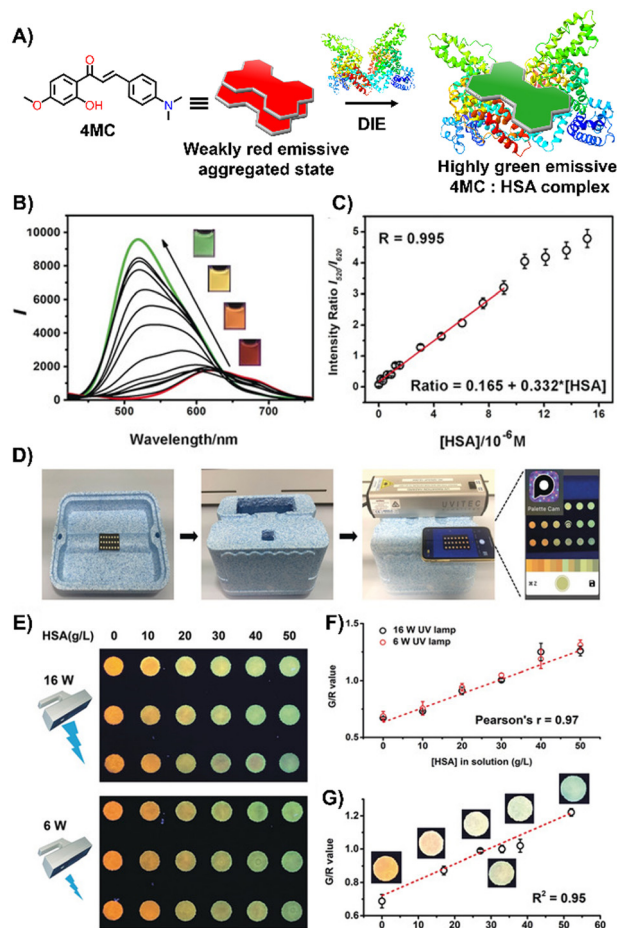 A)
O
O
OH
N
4MC
≡
DIE
Weakly red emissive
aggregated state
Highly green emissive
4MC : HSA complex
B)
I
10000
8000
6000
4000
2000
0
500
600
700
Wavelength/nm
C)
Intensity Ratio I520/I620
R = 0.995
6
5
4
3
2
1
0
Ratio = 0.165 + 0.332*[HSA]
0
4
8
12
16
[HSA]/10-6 M
D)
UVITEC
Palette Cam
E)
HSA(g/L)
0 10 20 30 40 50
16 W
6 W
F)
16 W UV lamp
6 W UV lamp
G/R value
1.5
1.0
0.5
Pearson's r = 0.97
0 10 20 30 40 50
[HSA] in solution (g/L)
G)
G/R value
1.4
1.2
1.0
0.8
0.6
R2 = 0.95
0 10 20 30 40 50 60